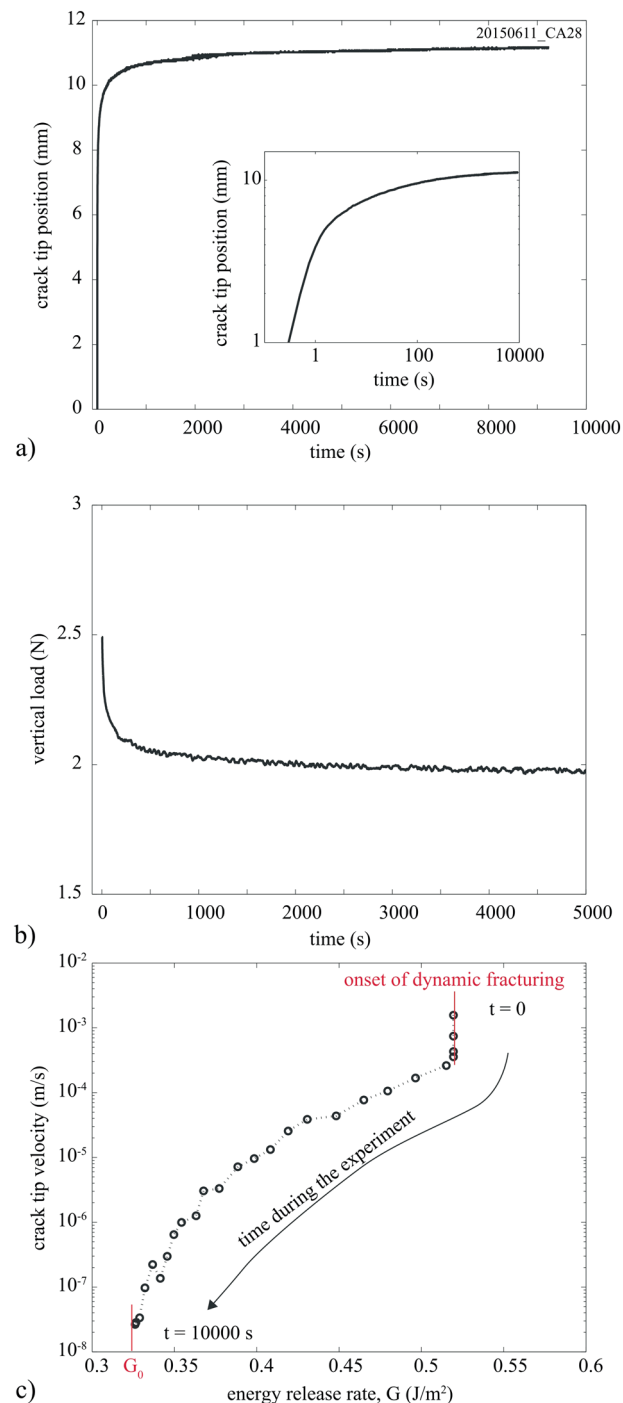 20150611_CA28
12
10
8
6
4
2
0
crack tip position (mm)
0 2000 4000 6000 8000 10000
time (s)
10
1
crack tip position (mm)
1 100 10000
time (s)
a)
3
2.5
2
1.5
vertical load (N)
0 1000 2000 3000 4000 5000
time (s)
b)
10-2
10-3
10-4
10-5
10-6
10-7
10-8
crack tip velocity (m/s)
onset of dynamic fracturing
t = 0
time during the experiment
t = 10000 s
G0
0.3 0.35 0.4 0.45 0.5 0.55 0.6
energy release rate, G (J/m2)
c)